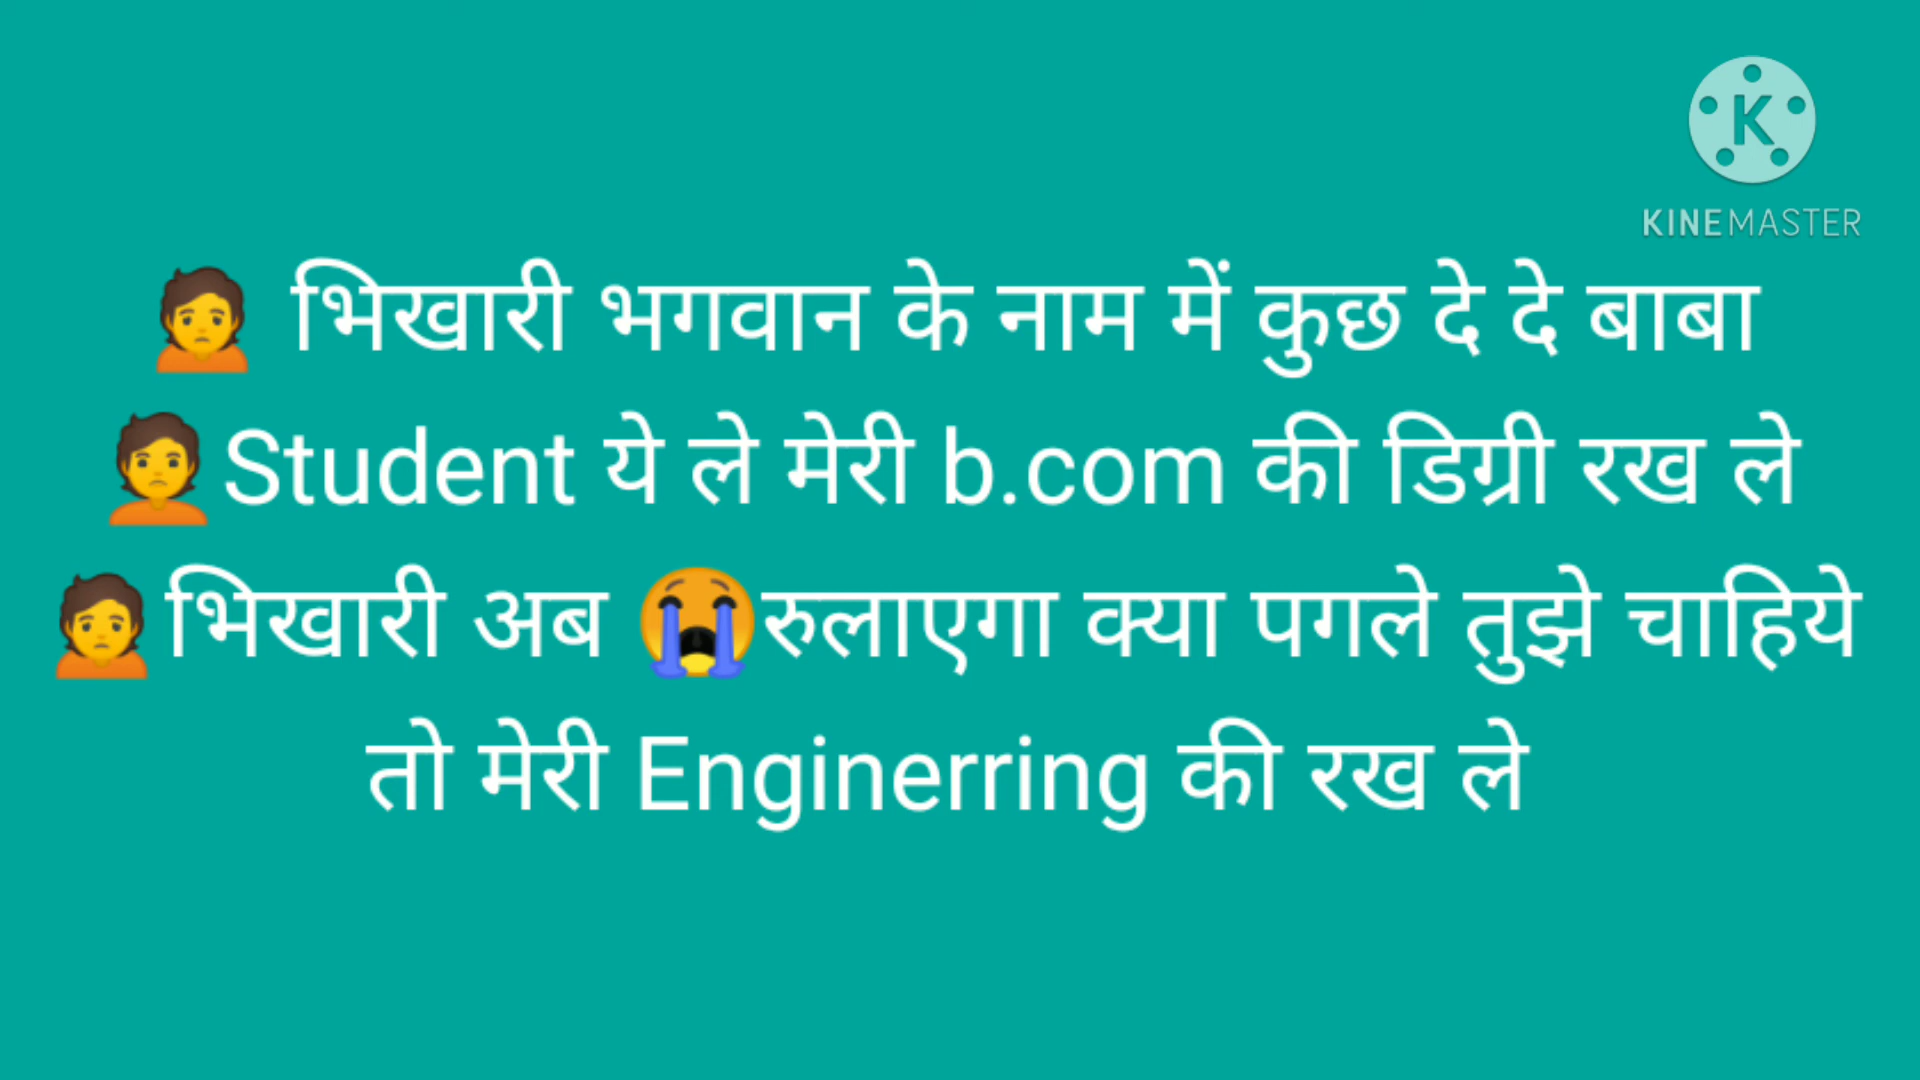 KINEMASTER
🙍 भिखारी भगवान के नाम में कुछ दे दे बाबा
🙍Student ये ले मेरी b.com की डिग्री रख ले
🙍भिखारी अब 😭रुलाएगा क्या पगले तुझे चाहिये
तो मेरी Enginerring की रख ले